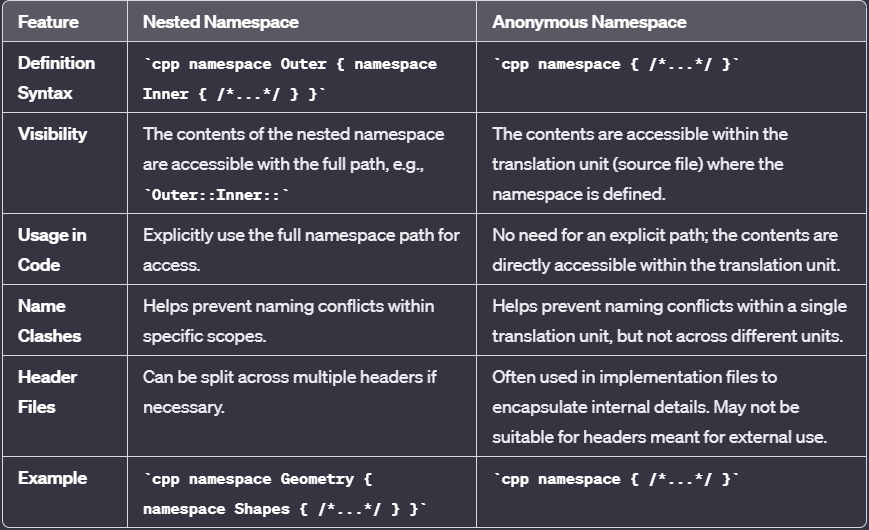 Feature Nested Namespace Anonymous Namespace
Definition Syntax
`cpp namespace Outer { namespace
Inner { /*...*/ } }`
`cpp namespace { /*...*/ }`
Visibility
The contents of the nested namespace
are accessible with the full path, e.g.,
`Outer::Inner::`
The contents are accessible within the
translation unit (source file) where the
namespace is defined.
Usage in
Code
Explicitly use the full namespace path for
access.
No need for an explicit path; the contents are
directly accessible within the translation unit.
Name
Clashes
Helps prevent naming conflicts within
specific scopes.
Helps prevent naming conflicts within a single
translation unit, but not across different units.
Header
Files
Can be split across multiple headers if
necessary.
Often used in implementation files to
encapsulate internal details. May not be
suitable for headers meant for external use.
Example
`cpp namespace Geometry {
namespace Shapes { /*...*/ } }`
`cpp namespace { /*...*/ }`